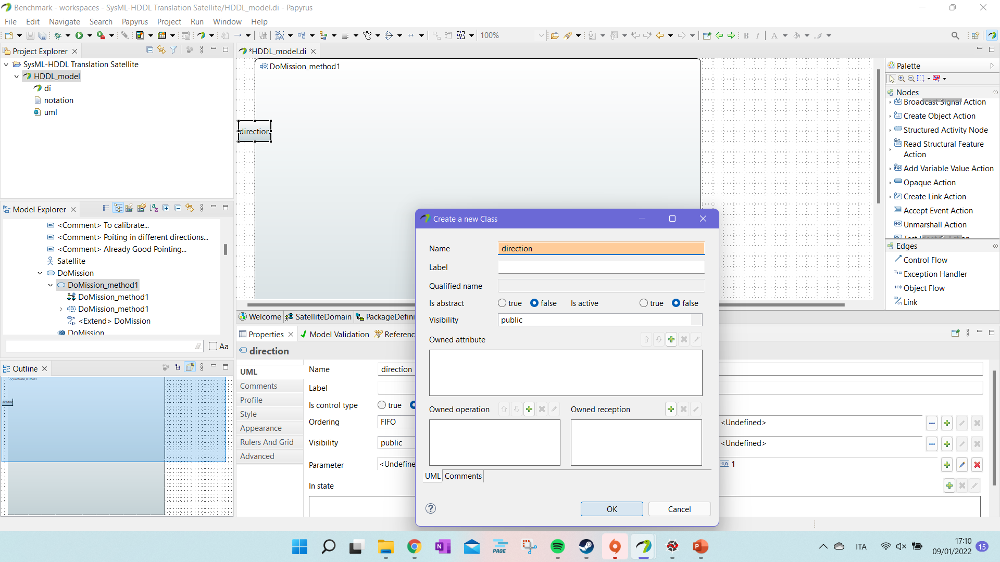 Benchmark - workspaces - SysML-HDDL Translation Satellite/HDDL_model.di - Papyrus
File Edit Navigate Search Papyrus Project Run Window Help
100%
Project Explorer
SysML-HDDL Translation Satellite
HDDL_model
di
notation
uml
*HDDL_model.di
DoMission_method1
direction
Palette
Nodes
Broadcast Signal Action
Create Object Action
Structured Activity Node
Read Structural Feature
Action
Add Variable Value Action
Opaque Action
Create Link Action
Accept Event Action
Unmarshall Action
Edges
Control Flow
Exception Handler
Object Flow
Link
Model Explorer
<Comment> To calibrate...
<Comment> Poiting in different directions...
<Comment> Already Good Pointing...
Satellite
DoMission
DoMission_method1
DoMission_method1
DoMission_method1
<Extend> DoMission
DoMission
Aa
Outline
Welcome SatelliteDomain PackageDefini
Properties Model Validation Referenc
direction
UML
Comments
Profile
Style
Appearance
Rulers And Grid
Advanced
Name direction
Label
Is control type true
Ordering FIFO
Visibility public
Parameter <Undefine
In state
<Undefined>
<Undefined>
1
Create a new Class
Name direction
Label
Qualified name
Is abstract true false Is active true false
Visibility public
Owned attribute
Owned operation Owned reception
UML Comments
OK Cancel
PAGE
ITA
17:10
09/01/2022
15